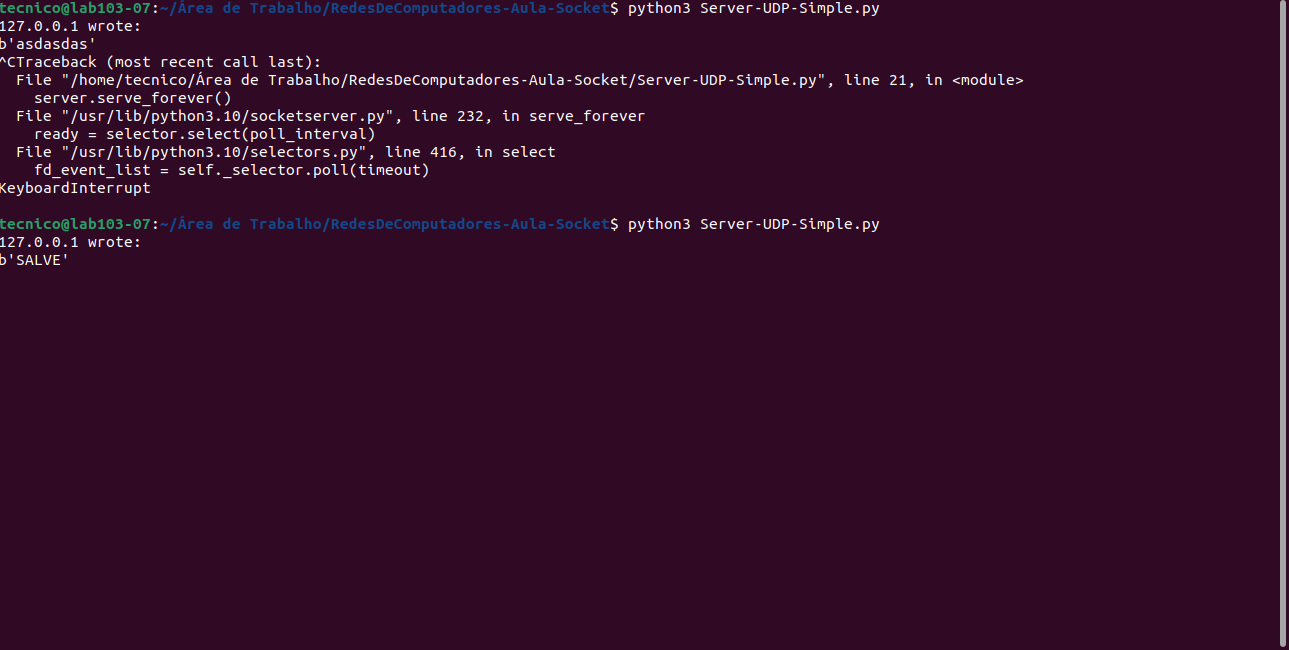 tecnico@lab103-07:~/Área de Trabalho/RedesDeComputadores-Aula-Socket$ python3 Server-UDP-Simple.py
127.0.0.1 wrote:
b'asdasdas'
^CTraceback (most recent call last):
  File "/home/tecnico/Área de Trabalho/RedesDeComputadores-Aula-Socket/Server-UDP-Simple.py", line 21, in <module>
    server.serve_forever()
  File "/usr/lib/python3.10/socketserver.py", line 232, in serve_forever
    ready = selector.select(poll_interval)
  File "/usr/lib/python3.10/selectors.py", line 416, in select
    fd_event_list = self._selector.poll(timeout)
KeyboardInterrupt

tecnico@lab103-07:~/Área de Trabalho/RedesDeComputadores-Aula-Socket$ python3 Server-UDP-Simple.py
127.0.0.1 wrote:
b'SALVE'